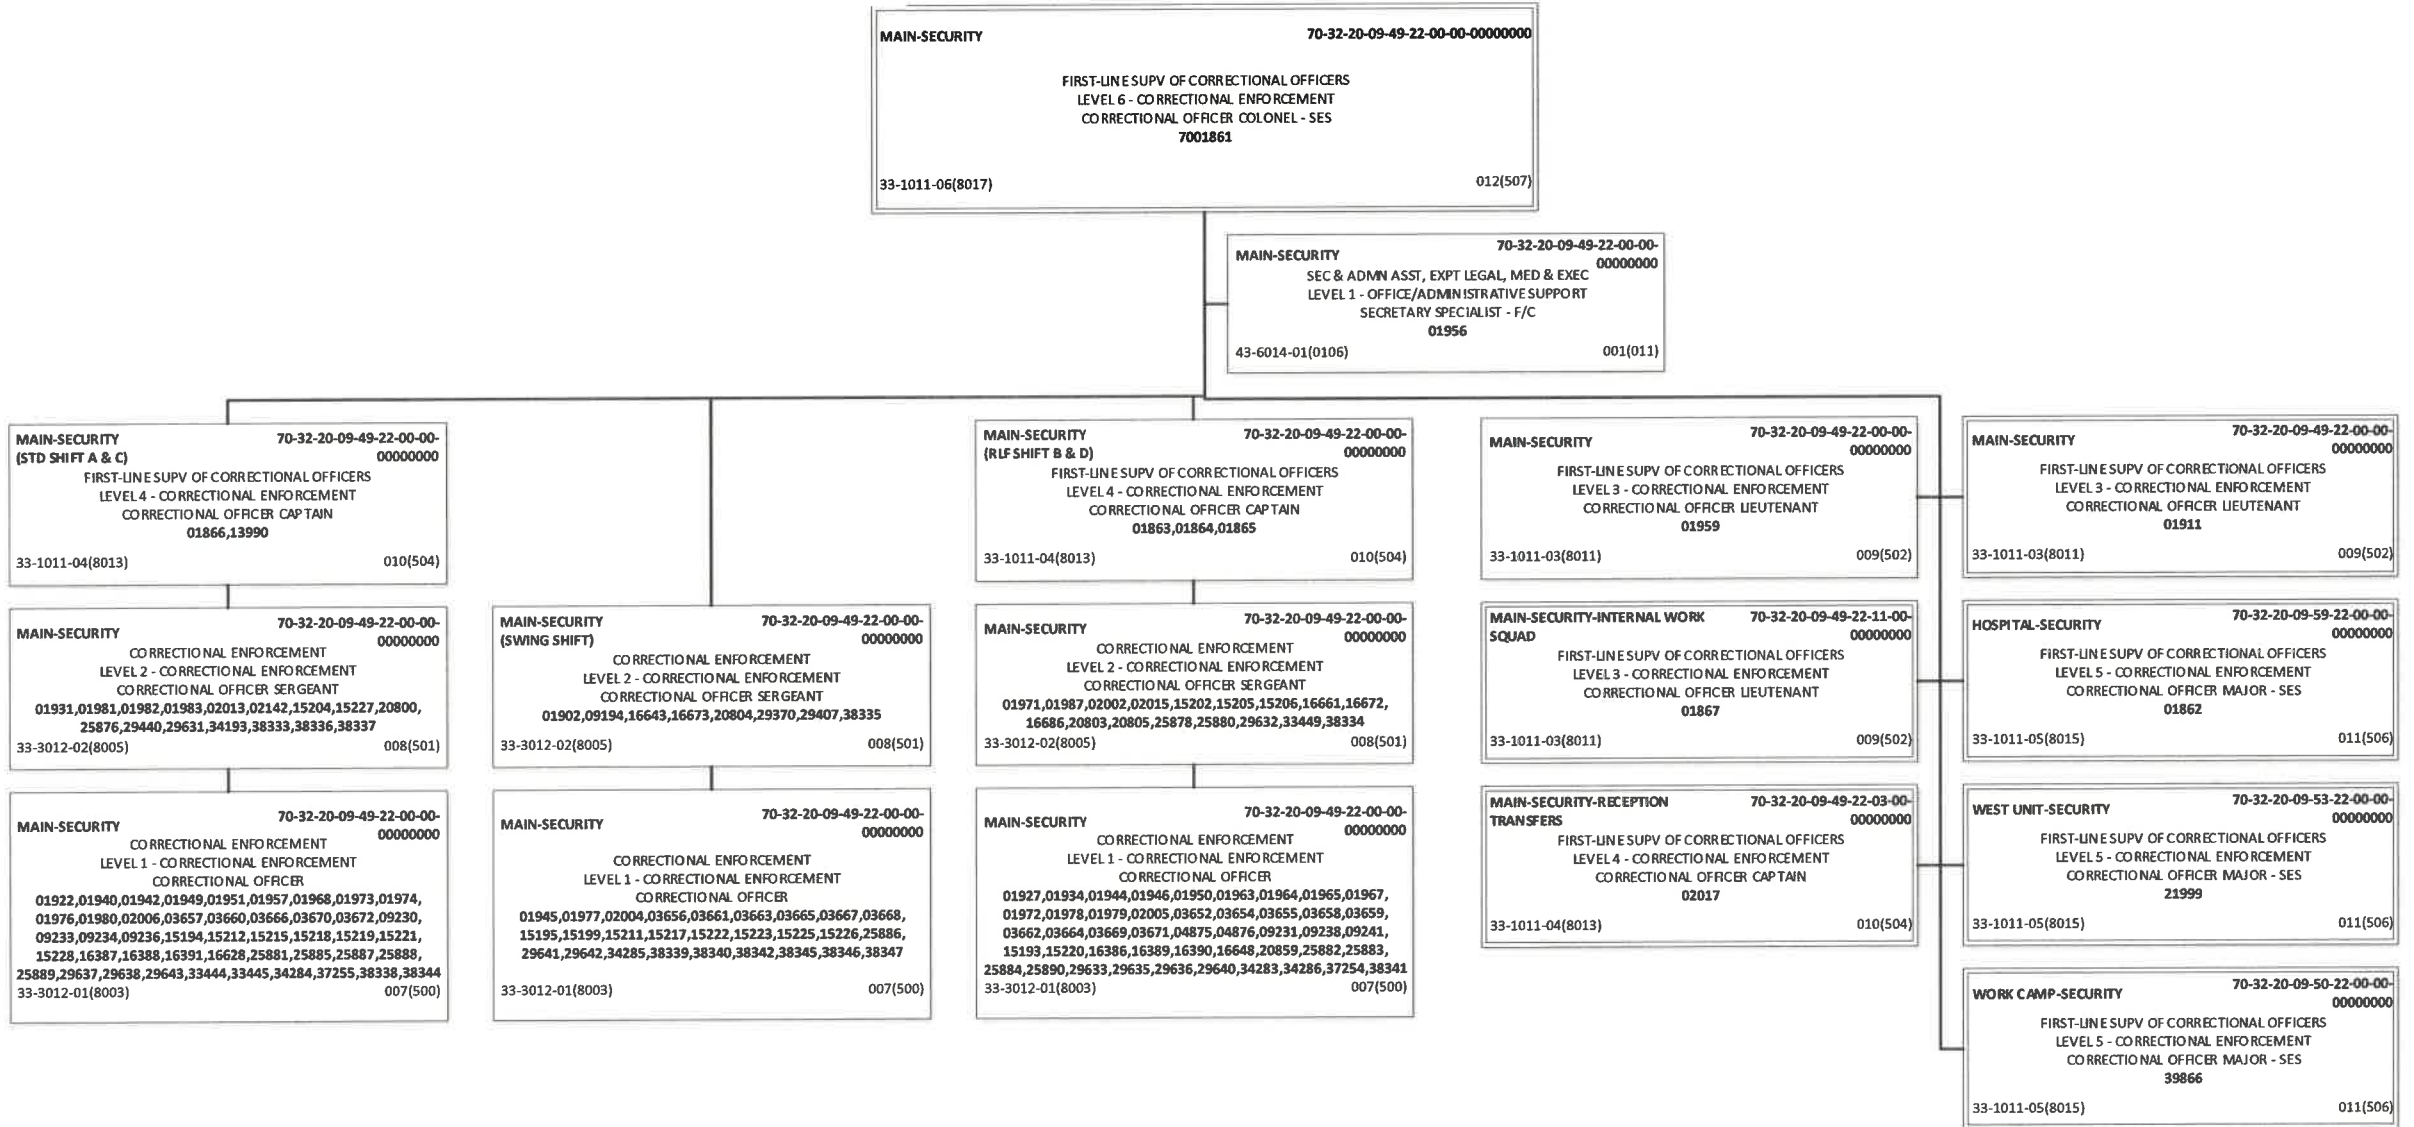 MAIN-SECURITY 70-32-20-09-49-22-00-00-00000000
FIRST-LINE SUPV OF CORRECTIONAL OFFICERS
LEVEL 6 - CORRECTIONAL ENFORCEMENT
CORRECTIONAL OFFICER COLONEL - SES
7001861
33-1011-06(8017) 012(507)
MAIN-SECURITY 70-32-20-09-49-22-00-00-
00000000
SEC & ADMN ASST, EXPT LEGAL, MED & EXEC
LEVEL 1 - OFFICE/ADMINISTRATIVE SUPPORT
SECRETARY SPECIALIST - F/C
01956
43-6014-01(0106) 001(011)
MAIN-SECURITY 70-32-20-09-49-22-00-00-
(STD SHIFT A & C) 00000000
FIRST-LINE SUPV OF CORRECTIONAL OFFICERS
LEVEL 4 - CORRECTIONAL ENFORCEMENT
CORRECTIONAL OFFICER CAPTAIN
01866,13990
33-1011-04(8013) 010(504)
MAIN-SECURITY 70-32-20-09-49-22-00-00-
00000000
CORRECTIONAL ENFORCEMENT
LEVEL 2 - CORRECTIONAL ENFORCEMENT
CORRECTIONAL OFFICER SERGEANT
01931,01981,01982,01983,02013,02142,15204,15227,20800,
25876,29440,29631,34193,38333,38336,38337
33-3012-02(8005) 008(501)
MAIN-SECURITY 70-32-20-09-49-22-00-00-
00000000
CORRECTIONAL ENFORCEMENT
LEVEL 1 - CORRECTIONAL ENFORCEMENT
CORRECTIONAL OFFICER
01922,01940,01942,01949,01951,01957,01968,01973,01974,
01976,01980,02006,03657,03660,03666,03670,03672,09230,
09233,09234,09236,15194,15212,15215,15218,15219,15221,
15228,16387,16388,16391,16628,25881,25885,25887,25888,
25889,29637,29638,29643,33444,33445,34284,37255,38338,38344
33-3012-01(8003) 007(500)
MAIN-SECURITY 70-32-20-09-49-22-00-00-
(SWING SHIFT) 00000000
CORRECTIONAL ENFORCEMENT
LEVEL 2 - CORRECTIONAL ENFORCEMENT
CORRECTIONAL OFFICER SERGEANT
01902,09194,16643,16673,20804,29370,29407,38335
33-3012-02(8005) 008(501)
MAIN-SECURITY 70-32-20-09-49-22-00-00-
00000000
CORRECTIONAL ENFORCEMENT
LEVEL 1 - CORRECTIONAL ENFORCEMENT
CORRECTIONAL OFFICER
01945,01977,02004,03656,03661,03663,03665,03667,03668,
15195,15199,15211,15217,15222,15223,15225,15226,25886,
29641,29642,34285,38339,38340,38342,38345,38346,38347
33-3012-01(8003) 007(500)
MAIN-SECURITY 70-32-20-09-49-22-00-00-
(RLF SHIFT B & D) 00000000
FIRST-LINE SUPV OF CORRECTIONAL OFFICERS
LEVEL 4 - CORRECTIONAL ENFORCEMENT
CORRECTIONAL OFFICER CAPTAIN
01863,01864,01865
33-1011-04(8013) 010(504)
MAIN-SECURITY 70-32-20-09-49-22-00-00-
00000000
CORRECTIONAL ENFORCEMENT
LEVEL 2 - CORRECTIONAL ENFORCEMENT
CORRECTIONAL OFFICER SERGEANT
01971,01987,02002,02015,15202,15205,15206,16661,16672,
16686,20803,20805,25878,25880,29632,33449,38334
33-3012-02(8005) 008(501)
MAIN-SECURITY 70-32-20-09-49-22-00-00-
00000000
CORRECTIONAL ENFORCEMENT
LEVEL 1 - CORRECTIONAL ENFORCEMENT
CORRECTIONAL OFFICER
01927,01934,01944,01946,01950,01963,01964,01965,01967,
01972,01978,01979,02005,03652,03654,03655,03658,03659,
03662,03664,03669,03671,04875,04876,09231,09238,09241,
15193,15220,16386,16389,16390,16648,20859,25882,25883,
25884,25890,29633,29635,29636,29640,34283,34286,37254,38341
33-3012-01(8003) 007(500)
MAIN-SECURITY 70-32-20-09-49-22-00-00-
00000000
FIRST-LINE SUPV OF CORRECTIONAL OFFICERS
LEVEL 3 - CORRECTIONAL ENFORCEMENT
CORRECTIONAL OFFICER LIEUTENANT
01959
33-1011-03(8011) 009(502)
MAIN-SECURITY-INTERNAL WORK 70-32-20-09-49-22-11-00-
SQUAD 00000000
FIRST-LINE SUPV OF CORRECTIONAL OFFICERS
LEVEL 3 - CORRECTIONAL ENFORCEMENT
CORRECTIONAL OFFICER LIEUTENANT
01867
33-1011-03(8011) 009(502)
MAIN-SECURITY-RECEPTION 70-32-20-09-49-22-03-00-
TRANSFERS 00000000
FIRST-LINE SUPV OF CORRECTIONAL OFFICERS
LEVEL 4 - CORRECTIONAL ENFORCEMENT
CORRECTIONAL OFFICER CAPTAIN
02017
33-1011-04(8013) 010(504)
MAIN-SECURITY 70-32-20-09-49-22-00-00-
00000000
FIRST-LINE SUPV OF CORRECTIONAL OFFICERS
LEVEL 3 - CORRECTIONAL ENFORCEMENT
CORRECTIONAL OFFICER LIEUTENANT
01911
33-1011-03(8011) 009(502)
HOSPITAL-SECURITY 70-32-20-09-59-22-00-00-
00000000
FIRST-LINE SUPV OF CORRECTIONAL OFFICERS
LEVEL 5 - CORRECTIONAL ENFORCEMENT
CORRECTIONAL OFFICER MAJOR - SES
01862
33-1011-05(8015) 011(506)
WEST UNIT-SECURITY 70-32-20-09-53-22-00-00-
00000000
FIRST-LINE SUPV OF CORRECTIONAL OFFICERS
LEVEL 5 - CORRECTIONAL ENFORCEMENT
CORRECTIONAL OFFICER MAJOR - SES
21999
33-1011-05(8015) 011(506)
WORK CAMP-SECURITY 70-32-20-09-50-22-00-00-
00000000
FIRST-LINE SUPV OF CORRECTIONAL OFFICERS
LEVEL 5 - CORRECTIONAL ENFORCEMENT
CORRECTIONAL OFFICER MAJOR - SES
39866
33-1011-05(8015) 011(506)